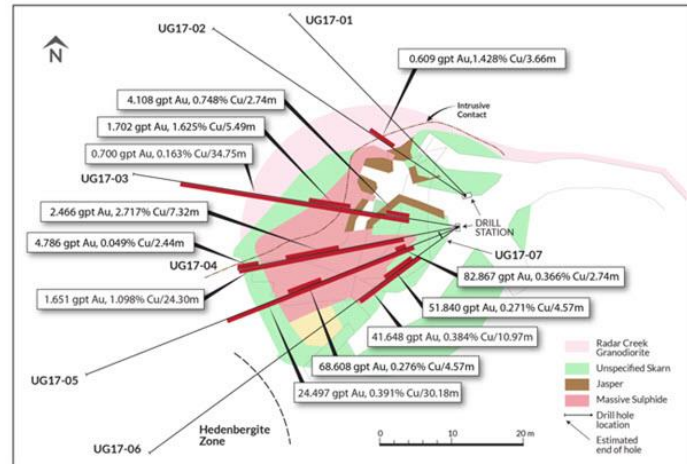 UG17-01
UG17-02
N
0.609 gpt Au,1.428% Cu/3.66m
4.108 gpt Au, 0.748% Cu/2.74m
Intrusive
Contact
1.702 gpt Au, 1.625% Cu/5.49m
0.700 gpt Au, 0.163% Cu/34.75m
UG17-03
2.466 gpt Au, 2.717% Cu/7.32m
DRILL
STATION
4.786 gpt Au, 0.049% Cu/2.44m
UG17-07
UG17-04
82.867 gpt Au, 0.366% Cu/2.74m
1.651 gpt Au, 1.098% Cu/24.30m
51.840 gpt Au, 0.271% Cu/4.57m
41.648 gpt Au, 0.384% Cu/10.97m
68.608 gpt Au, 0.276% Cu/4.57m
UG17-05
24.497 gpt Au, 0.391% Cu/30.18m
Hedenbergite
Zone
UG17-06
Radar Creek
Granodiorite
Unspecified Skarn
Jasper
Massive Sulphide
Drill hole
location
Estimated
end of hole
0 10 20 m